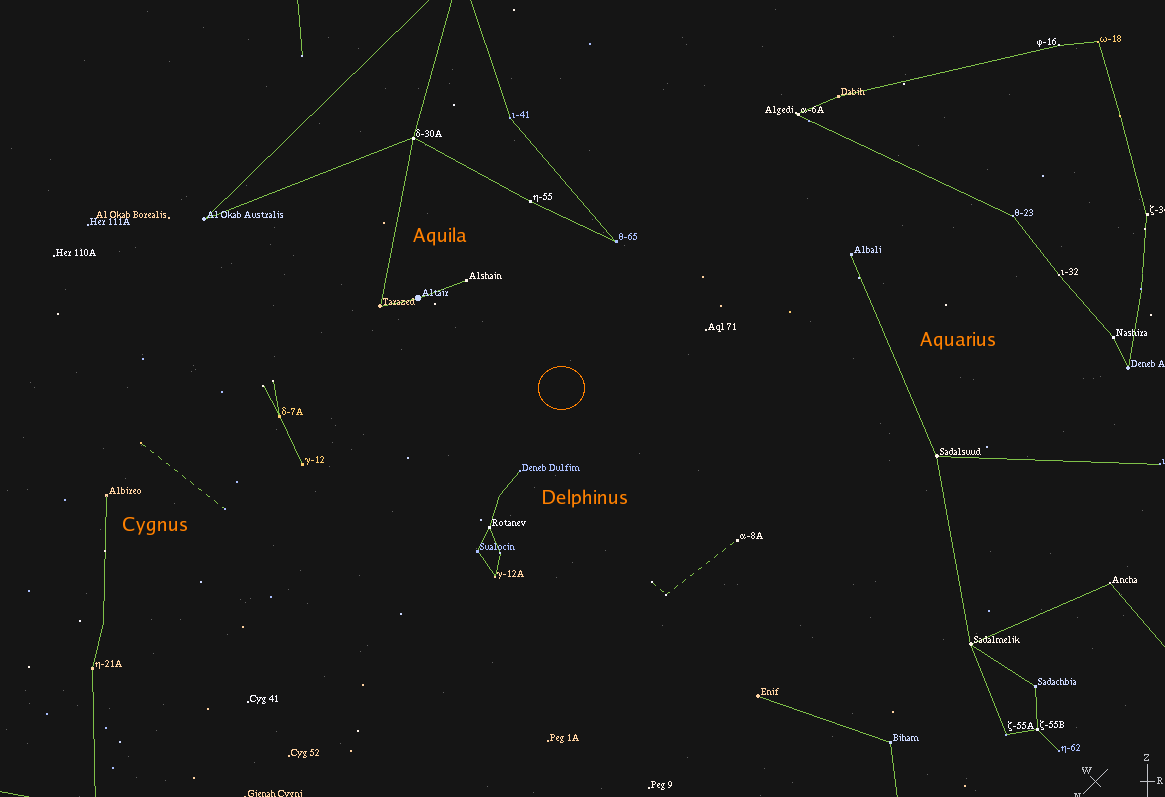 φ-16
ω-18
Dabih
Algedi
α-6A
ι-41
δ-30A
η-55
Al Okab Borealis
Her 111A
Al Okab Australis
θ-23
θ-65
Aquila
Her 110A
Albali
ι-32
Alshain
Altair
Tarazed
Aql 71
Nashira
Aquarius
Deneb A
δ-7A
Sadalsuud
γ-12
Deneb Dulfim
Albireo
Delphinus
Cygnus
Rotanev
α-8A
Sualocin
γ-12A
Ancha
Sadalmelik
η-21A
Sadachbia
Enif
Cyg 41
ζ-55A
ζ-55B
Peg 1A
Biham
η-62
Cyg 52
Z
W
R
Peg 9
Gienah Cygni
N